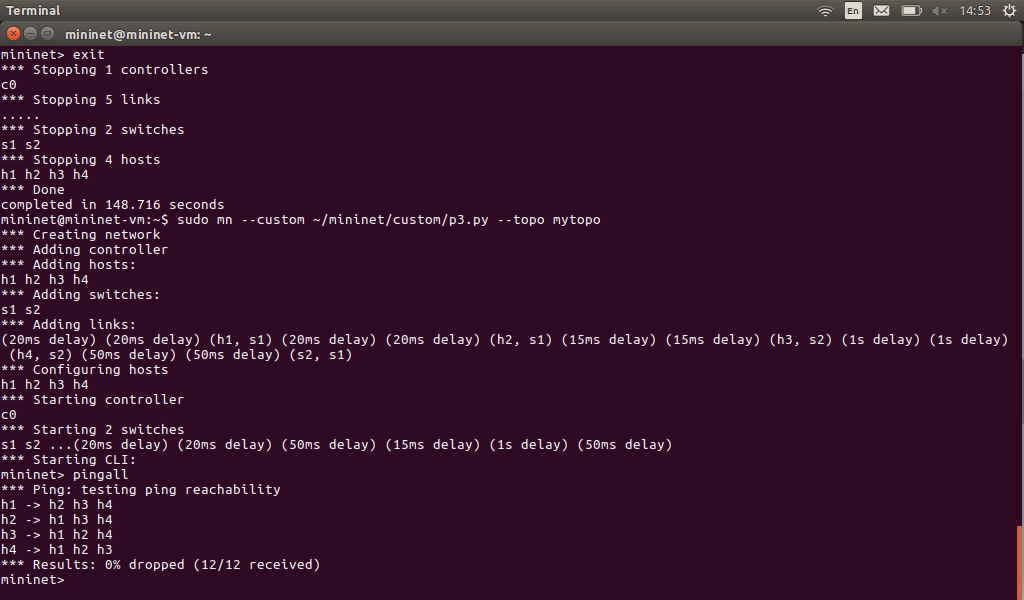 Terminal
En
14:53
mininet@mininet-vm: ~
mininet> exit
*** Stopping 1 controllers
c0
*** Stopping 5 links
.....
*** Stopping 2 switches
s1 s2
*** Stopping 4 hosts
h1 h2 h3 h4
*** Done
completed in 148.716 seconds
mininet@mininet-vm:~$ sudo mn --custom ~/mininet/custom/p3.py --topo mytopo
*** Creating network
*** Adding controller
*** Adding hosts:
h1 h2 h3 h4
*** Adding switches:
s1 s2
*** Adding links:
(20ms delay) (20ms delay) (h1, s1) (20ms delay) (20ms delay) (h2, s1) (15ms delay) (15ms delay) (h3, s2) (1s delay) (1s delay)
(h4, s2) (50ms delay) (50ms delay) (s2, s1)
*** Configuring hosts
h1 h2 h3 h4
*** Starting controller
c0
*** Starting 2 switches
s1 s2 ...(20ms delay) (20ms delay) (50ms delay) (15ms delay) (1s delay) (50ms delay)
*** Starting CLI:
mininet> pingall
*** Ping: testing ping reachability
h1 -> h2 h3 h4
h2 -> h1 h3 h4
h3 -> h1 h2 h4
h4 -> h1 h2 h3
*** Results: 0% dropped (12/12 received)
mininet>